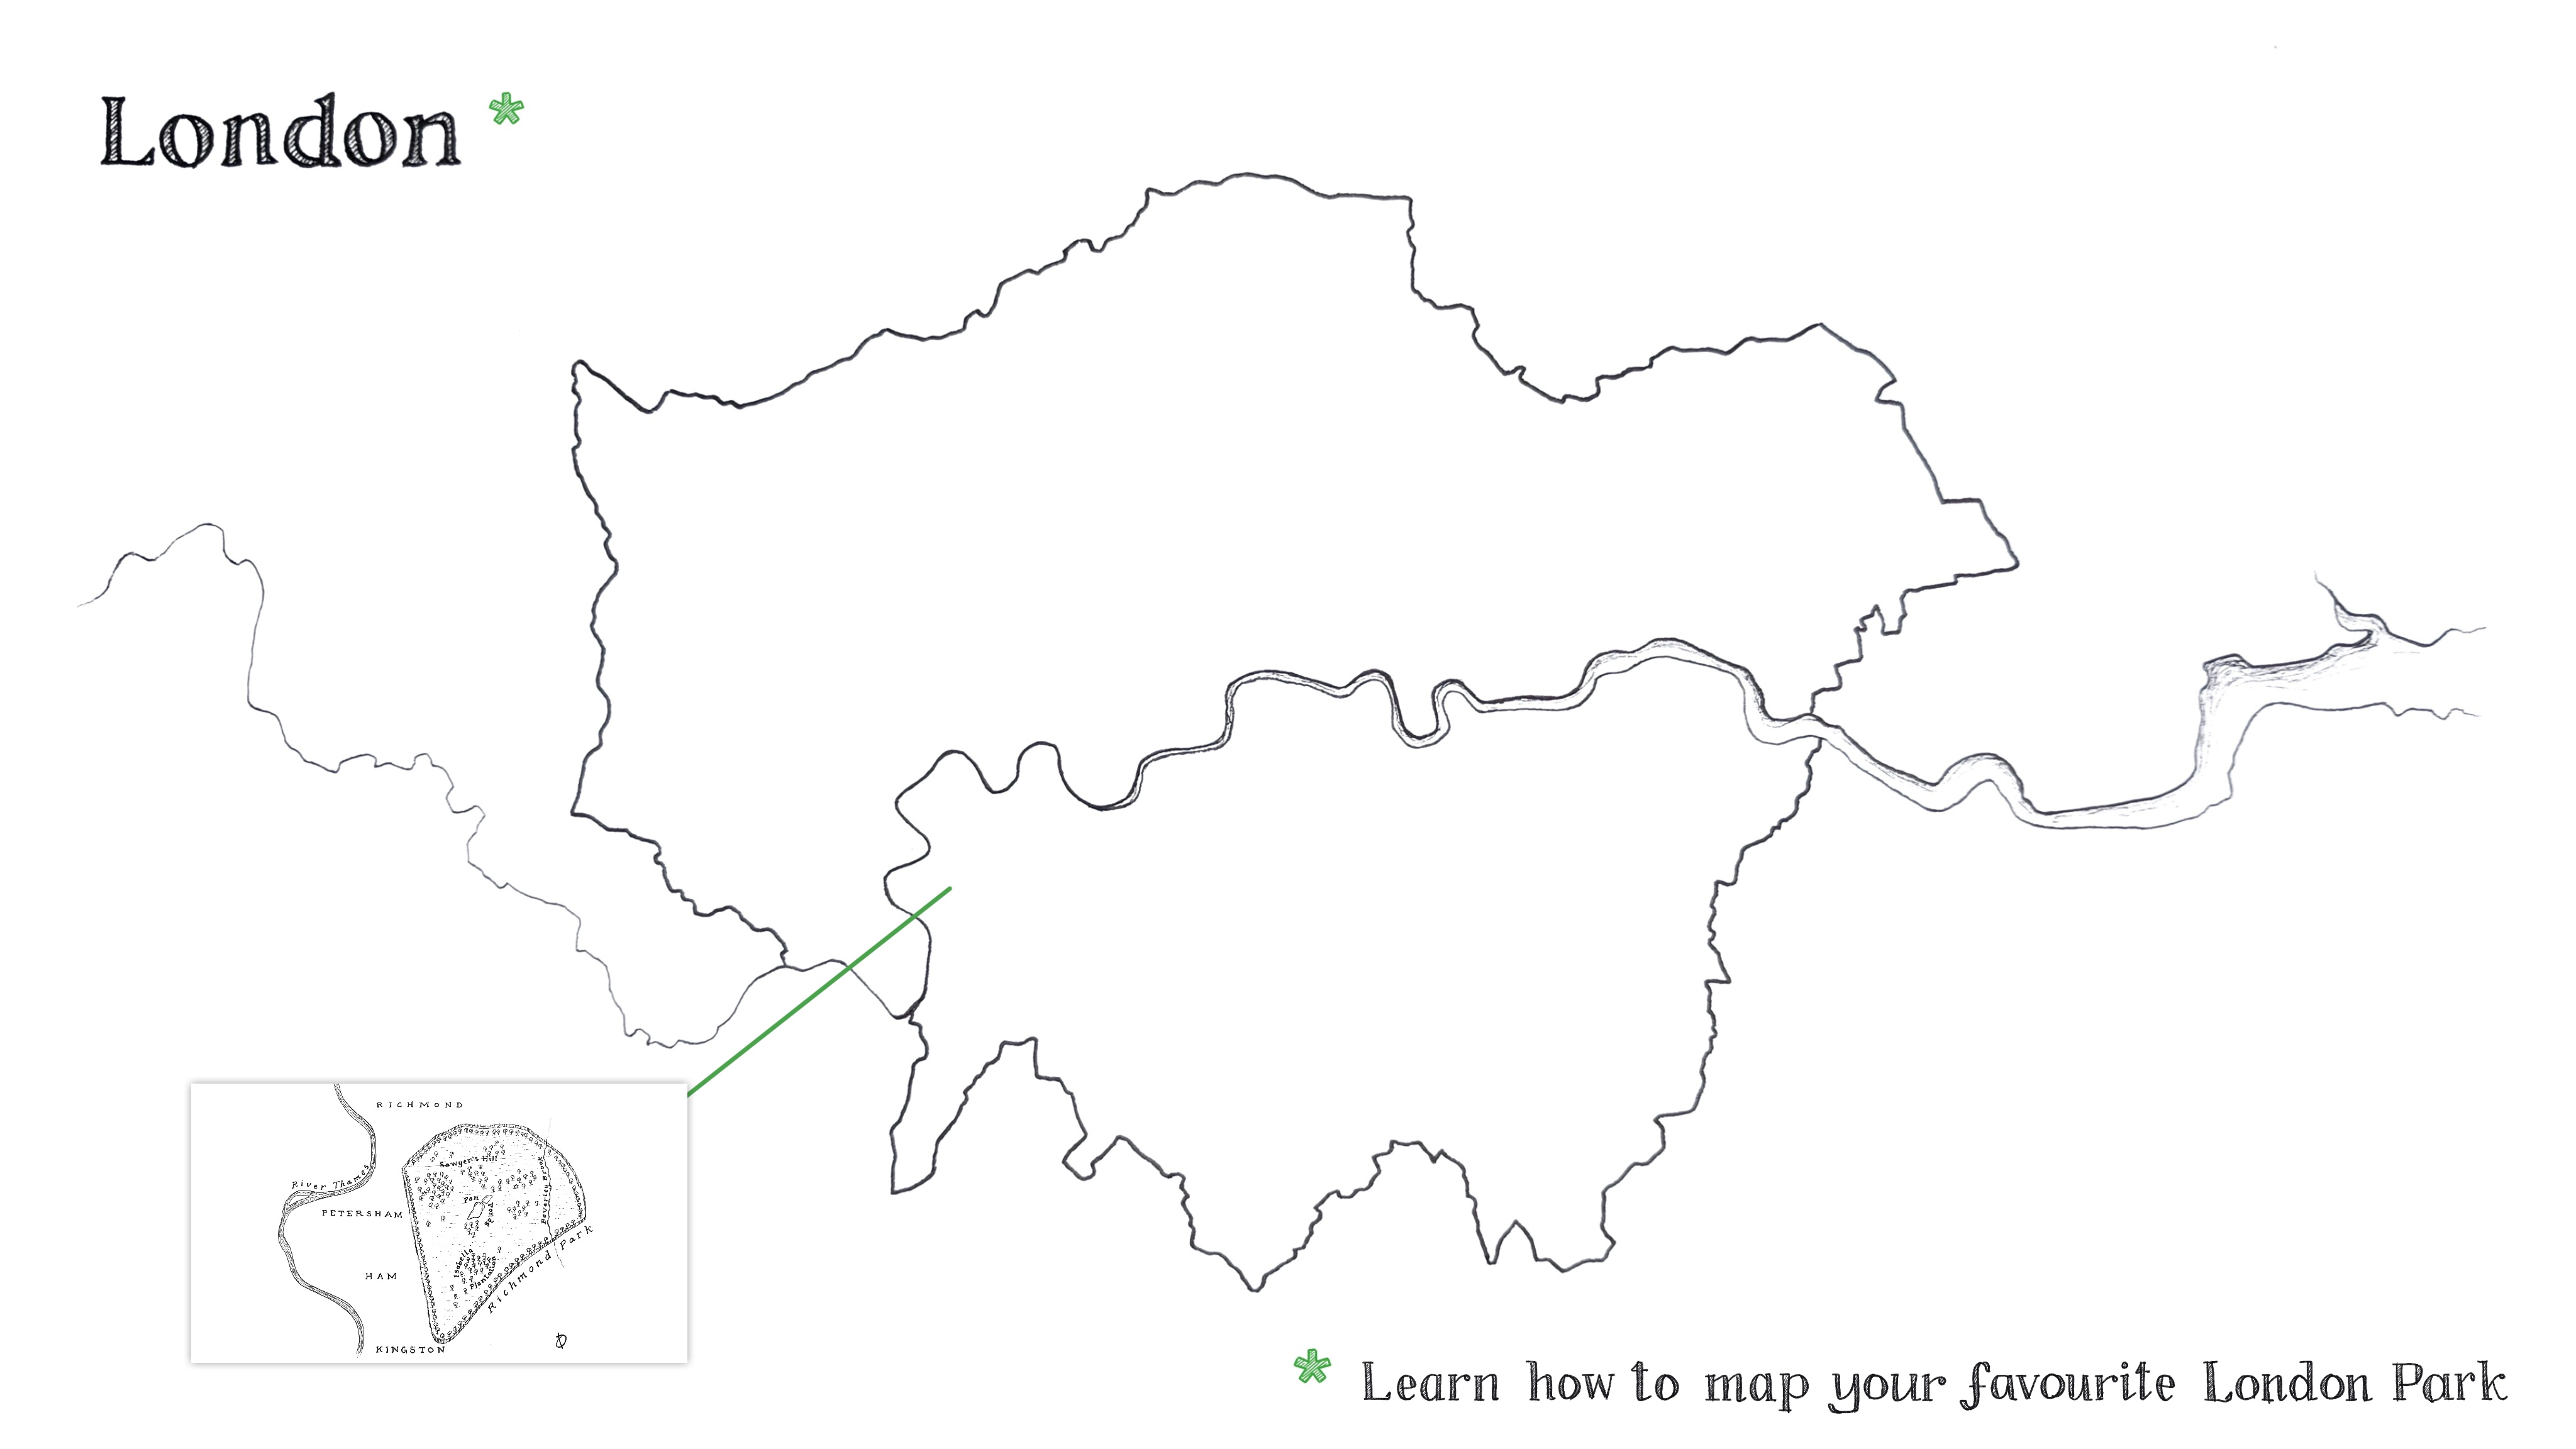 London *
RICHMOND
Sawyer's Hill
River Thames
Pen
Ponds
Beverley Brook
PETERSHAM
Isabella
Plantation
Richmond Park
HAM
KINGSTON
* Learn how to map your favourite London Park